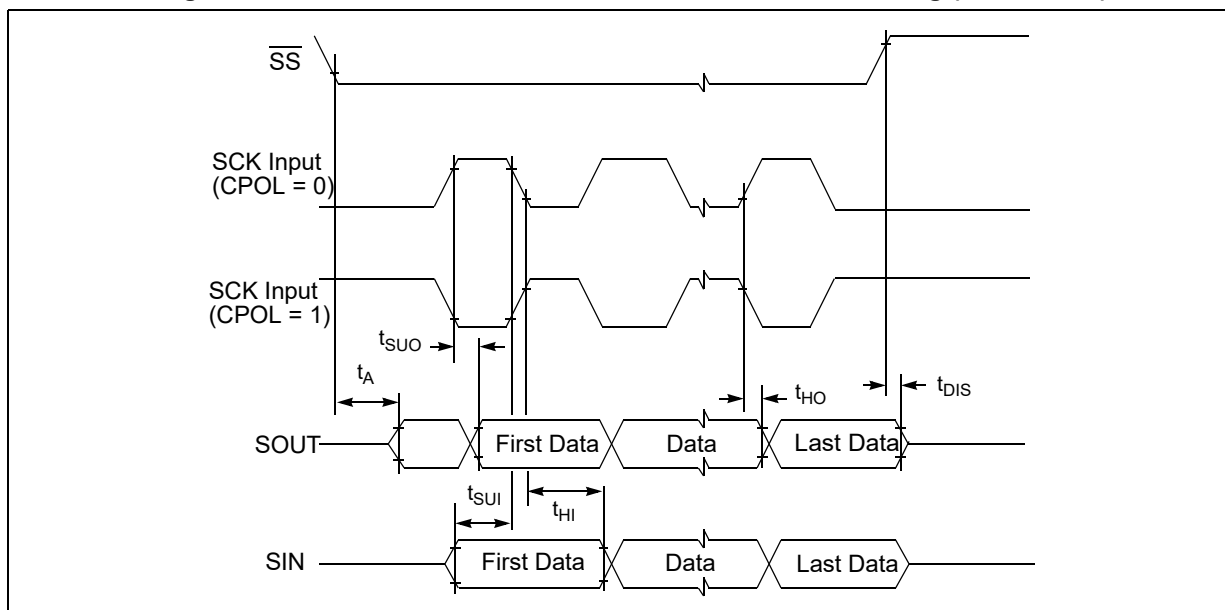 SS
SCK Input
(CPOL = 0)
SCK Input
(CPOL = 1)
tSUO
tA
tHO
tDIS
SOUT
First Data
Data
Last Data
tSUI
tHI
SIN
First Data
Data
Last Data